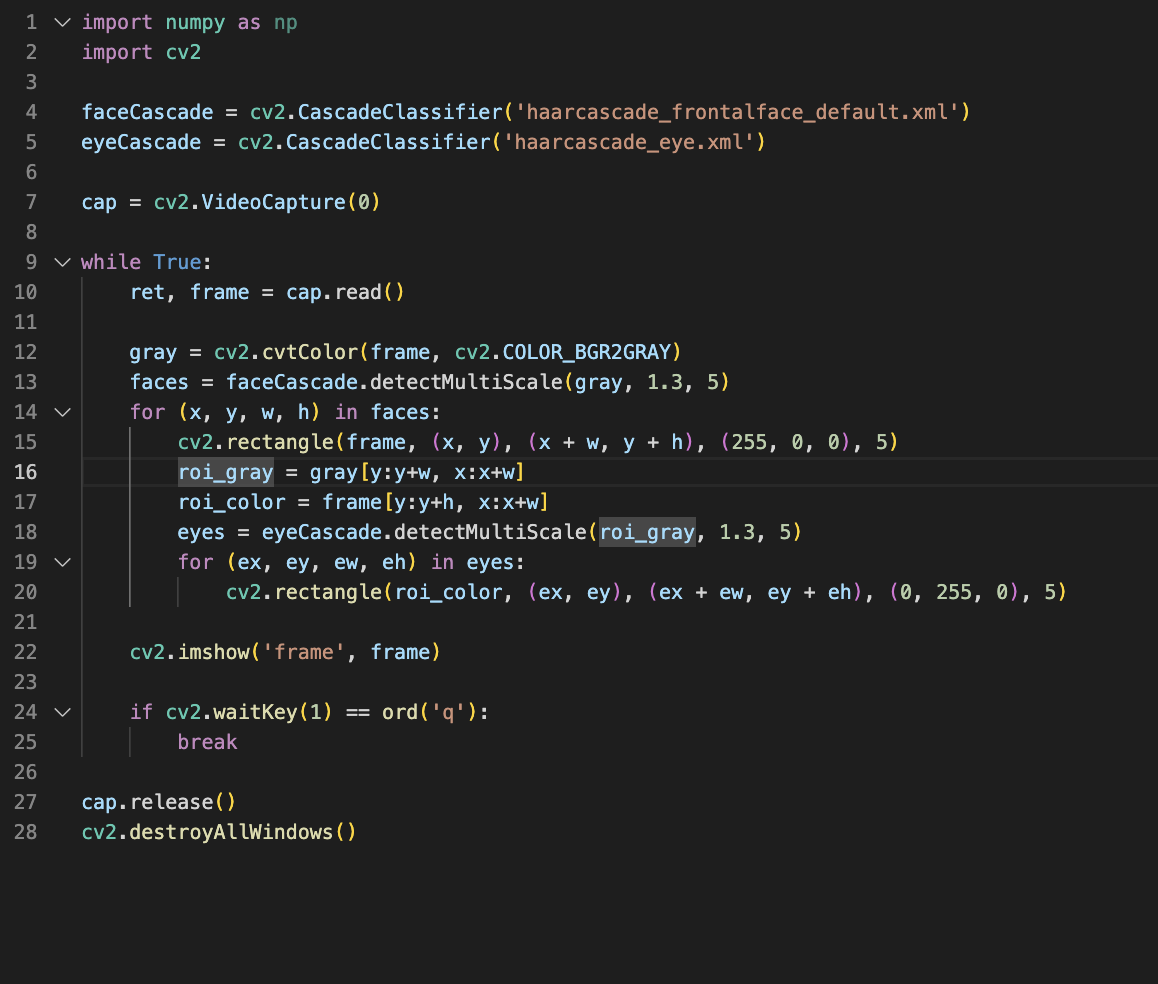 1 import numpy as np
2 import cv2
3
4 faceCascade = cv2.CascadeClassifier('haarcascade_frontalface_default.xml')
5 eyeCascade = cv2.CascadeClassifier('haarcascade_eye.xml')
6
7 cap = cv2.VideoCapture(0)
8
9 while True:
10     ret, frame = cap.read()
11
12     gray = cv2.cvtColor(frame, cv2.COLOR_BGR2GRAY)
13     faces = faceCascade.detectMultiScale(gray, 1.3, 5)
14     for (x, y, w, h) in faces:
15         cv2.rectangle(frame, (x, y), (x + w, y + h), (255, 0, 0), 5)
16         roi_gray = gray[y:y+w, x:x+w]
17         roi_color = frame[y:y+h, x:x+w]
18         eyes = eyeCascade.detectMultiScale(roi_gray, 1.3, 5)
19         for (ex, ey, ew, eh) in eyes:
20             cv2.rectangle(roi_color, (ex, ey), (ex + ew, ey + eh), (0, 255, 0), 5)
21
22     cv2.imshow('frame', frame)
23
24     if cv2.waitKey(1) == ord('q'):
25         break
26
27 cap.release()
28 cv2.destroyAllWindows()